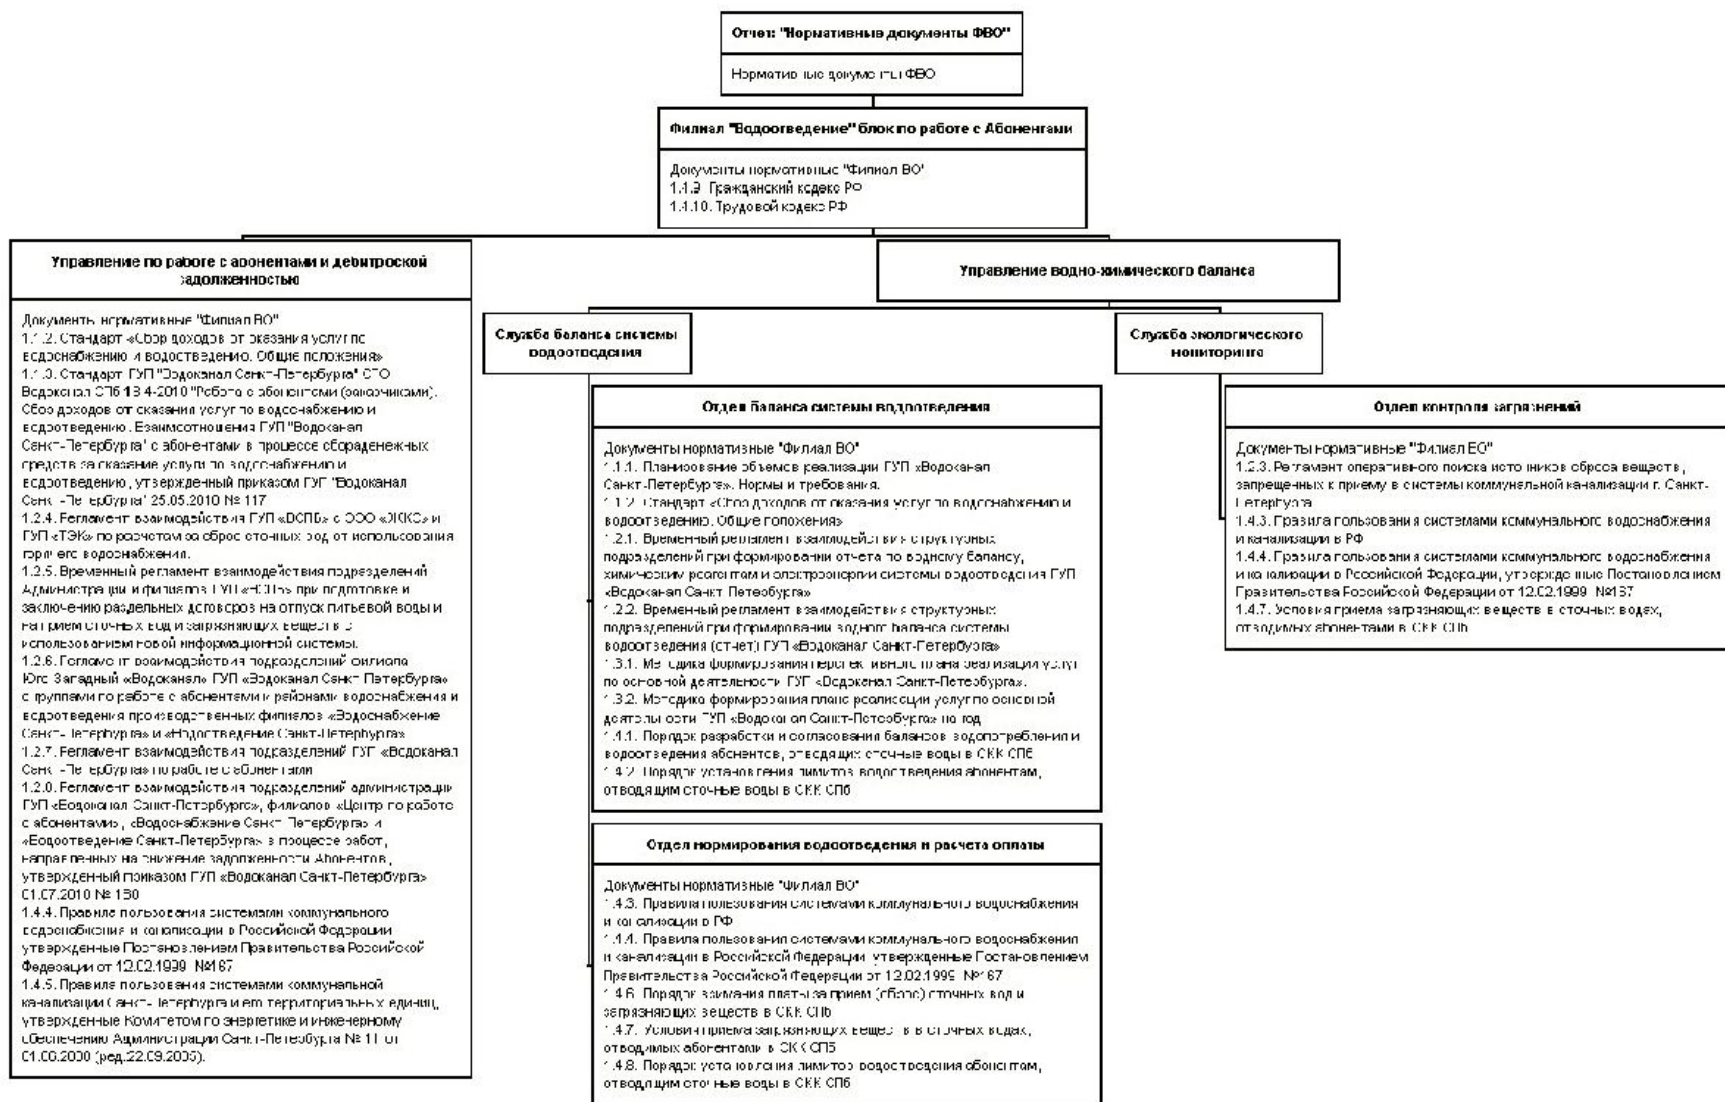 Отчет: "Нормативные документы ФВО"
Нормативные документы ФВО
Филиал "Водоотведение" блок по работе с Абонентами
Документы нормативные "Филиал ВО"
1.1.9. Гражданский кодекс РФ
1.1.10. Трудовой кодекс РФ
Управление по работе с абонентами и дебитроской
задолженностью
Документы нормативные "Филиал ВО"
1.1.2. Стандарт «Сбор доходов от оказания услуг по
водоснабжению и водоотведению. Общие положения»
1.1.3. Стандарт ГУП "Водоканал Санкт-Петербурга" СТО
Водоканал СПб 18.4-2010 "Работа с абонентами (заказчиками).
Сбор доходов от оказания услуг по водоснабжению и
водоотведению. Взаимоотношения ГУП "Водоканал
Санкт-Петербурга" с абонентами в процессе сбораденежных
средств за оказание услуги по водоснабжению и
водоотведению, утвержденный приказом ГУП "Водоканал
Санкт-Петербурга" 25.05.2010 № 117
1.2.4. Регламент взаимодействия ГУП «ВСПб» с ООО «ЖКС» и
ГУП «ТЭК» по расчетам за сброс сточных вод от использования
горячего водоснабжения.
1.2.5. Временный регламент взаимодействия подразделений
Администрации и филиалов ГУП «ВСПб» при подготовке и
заключению раздельных договоров на отпуск питьевой воды и
на прием сточных вод и загрязняющих веществ с
использованием новой информационной системы.
1.2.6. Регламент взаимодействия подразделений филиала
Юго-Западный «Водоканал» ГУП «Водоканал Санкт-Петербурга»
с группами по работе с абонентами и районами водоснабжения и
водоотведения производственных филиалов «Водоснабжение
Санкт-Петербурга» и «Водоотведение Санкт-Петербурга»
1.2.7. Регламент взаимодействия подразделений ГУП «Водоканал
Санкт-Петербурга» по работе с абонентами
1.2.8. Регламент взаимодействия подразделений администрации
ГУП «Водоканал Санкт-Петербурга», филиалов «Центр по работе
с абонентами», «Водоснабжение Санкт-Петербурга» и
«Водоотведение Санкт-Петербурга» в процессе работ,
направленных на снижение задолженности Абонентов,
утвержденный приказом ГУП «Водоканал Санкт-Петербурга»
01.07.2010 №
1.4.4. Правила пользования системами коммунального
водоснабжения и канализации в Российской Федерации
утвержденные Постановлением Правительства Российской
Федерации от 12.02.1999 №167
1.4.5. Правила пользования системами коммунальной
канализации Санкт-Петербурга и его территориальных единиц,
утвержденные Комитетом по энергетике и инженерному
обеспечению Администрации Санкт-Петербурга № 11 от
01.06.2000 (ред.22.09.2005).
Управление водно-химического баланса
Служба баланса системы
водоотведения
Отдел баланса системы водоотведения
Документы нормативные "Филиал ВО"
1.1.1. Планирование объемов реализации ГУП «Водоканал
Санкт-Петербурга». Нормы и требования.
1.1.2. Стандарт «Сбор доходов от оказания услуг по водоснабжению и
водоотведению. Общие положения»
1.2.1. Временный регламент взаимодействия структурных
подразделений при формировании отчета по водному балансу,
химическим реагентам и электроэнергии системы водоотведения ГУП
«Водоканал Санкт-Петербурга»
1.2.2. Временный регламент взаимодействия структурных
подразделений при формировании водного баланса системы
водоотведения (отчет) ГУП «Водоканал Санкт-Петербурга»
1.3.1. Методика формирования перспективного плана реализации услуг
по основной деятельности ГУП «Водоканал Санкт-Петербурга».
1.3.2. Методика формирования плана реализации услуг по основной
деятельности ГУП «Водоканал Санкт-Петербурга» на год
1.4.1. Порядок разработки и согласования балансов водопотребления и
водоотведения абонентов, отводящих сточные воды в СКК СПб
1.4.2. Порядок установления лимитов водоотведения абонентам,
отводящим сточные воды в СКК СПб
Отдел нормирования водоотведения и расчета оплаты
Документы нормативные "Филиал ВО"
1.4.3. Правила пользования системами коммунального водоснабжения
и канализации в РФ
1.4.4. Правила пользования системами коммунального водоснабжения
и канализации в Российской Федерации, утвержденные Постановлением
Правительства Российской Федерации от 12.02.1999 №167
1.4.6. Порядок взимания платы за прием (сброс) сточных вод и
загрязняющих веществ в СКК СПб
1.4.7. Условия приема загрязняющих веществ в сточных водах,
отводимых абонентами в СКК СПб
1.4.8. Порядок установления лимитов водоотведения абонентам,
отводящим сточные воды в СКК СПб
Служба экологического
мониторинга
Отдел контроля загрязнений
Документы нормативные "Филиал ВО"
1.2.3. Регламент оперативного поиска источников сброса веществ,
запрещенных к приему в системы коммунальной канализации г. Санкт-
Петербурга
1.4.3. Правила пользования системами коммунального водоснабжения
и канализации в РФ
1.4.4. Правила пользования системами коммунального водоснабжения
и канализации в Российской Федерации, утвержденные Постановлением
Правительства Российской Федерации от 12.02.1999 №167
1.4.7. Условия приема загрязняющих веществ в сточных водах,
отводимых абонентами в СКК СПб